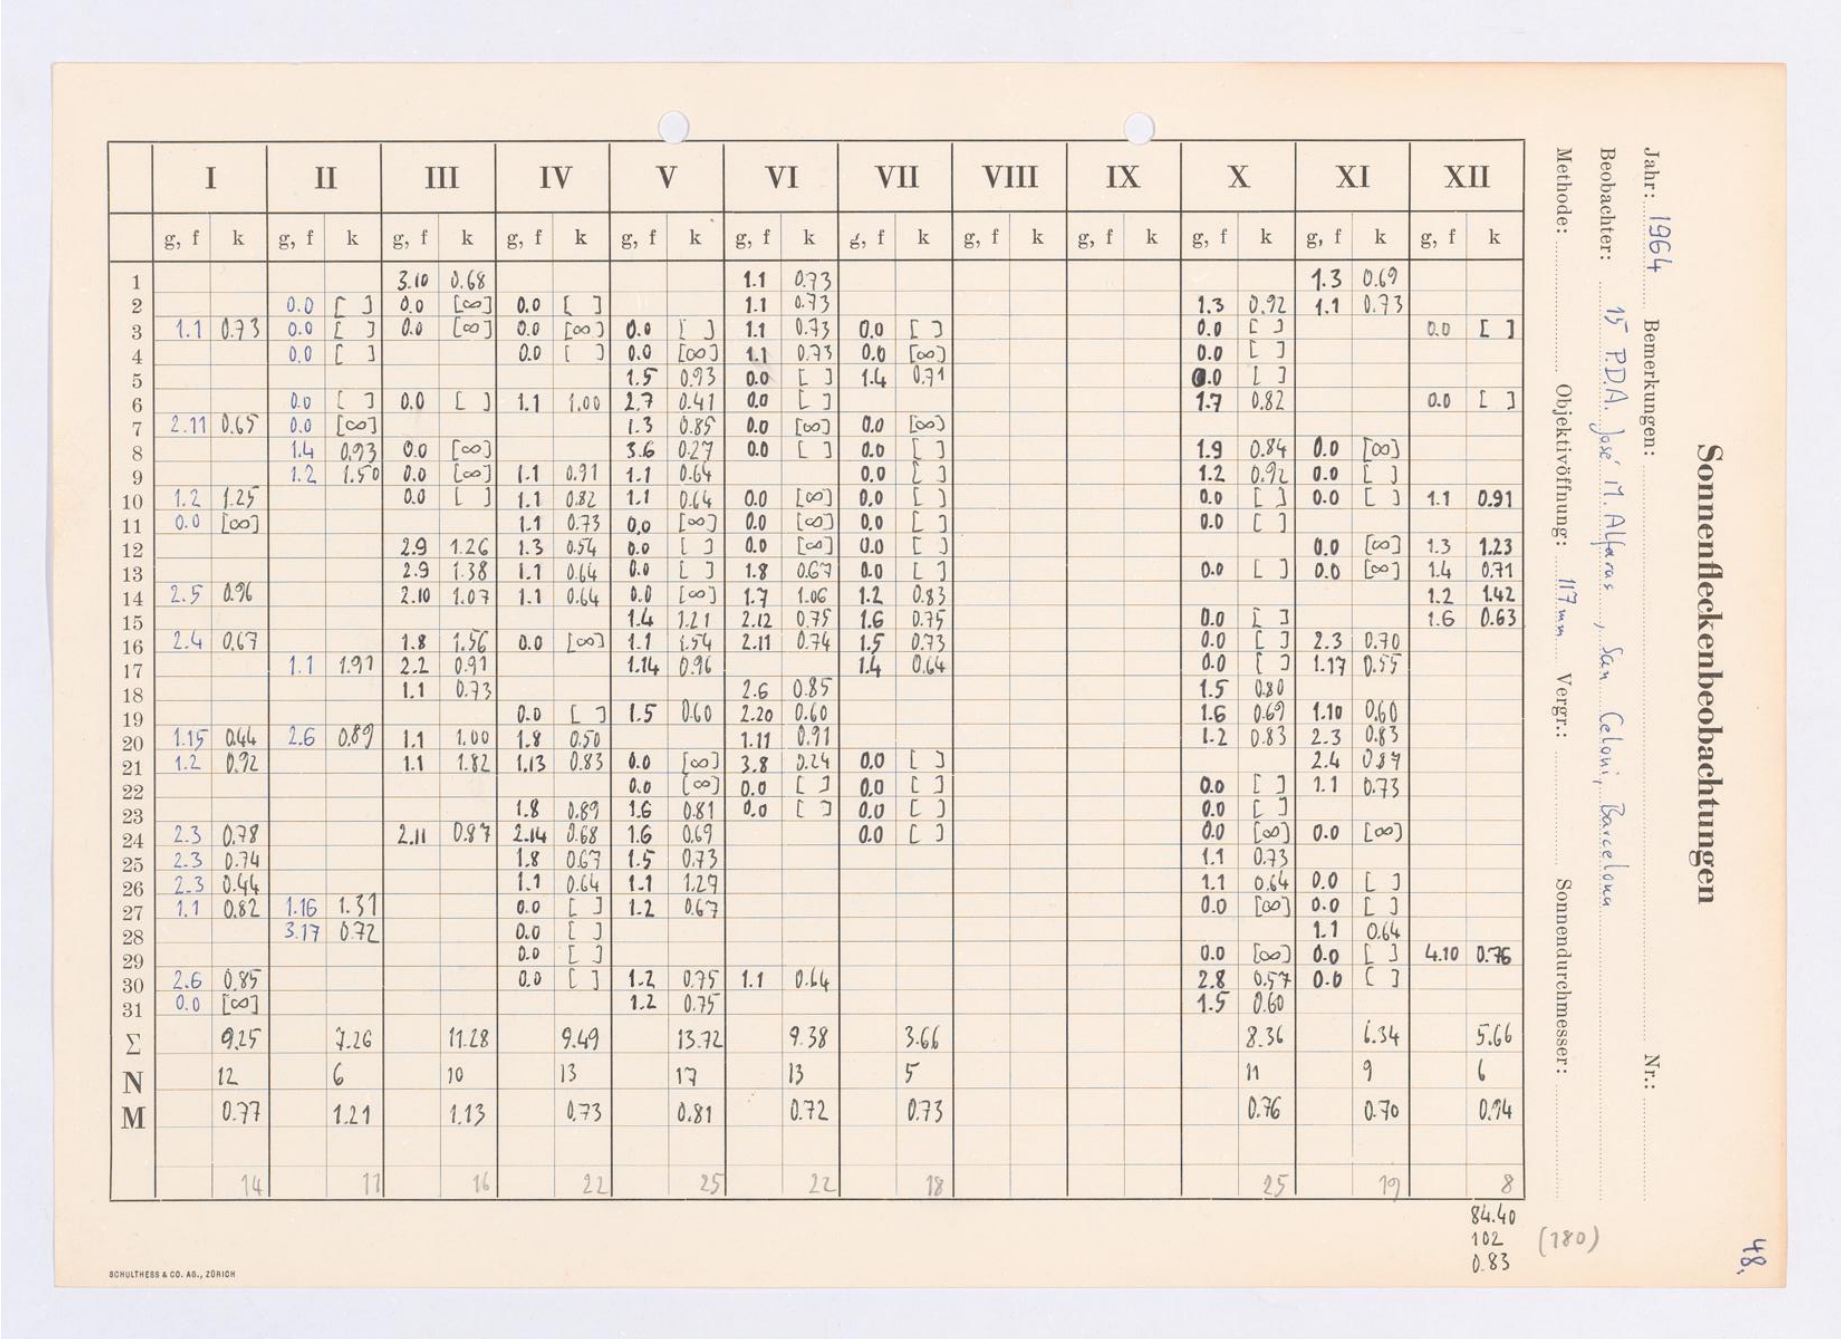 Sonnenfleckenbeobachtungen
Jahr: 1964 Bemerkungen: Nr.:
Beobachter: 15 P.D.A. José M. Alfaras, San Celoni, Barcelona
Methode: Objektivöffnung: 117 mm Vergr.: Sonnendurchmesser:
I II III IV V VI VII VIII IX X XI XII
g, f k g, f k g, f k g, f k g, f k g, f k g, f k g, f k g, f k g, f k g, f k g, f k
1 3.10 0.68 1.1 0.73 1.3 0.69
2 0.0 [ ] 0.0 [∞] 0.0 [ ] 1.1 0.73 1.3 0.92 1.1 0.73
3 1.1 0.73 0.0 [ ] 0.0 [∞] 0.0 [∞] 0.0 [ ] 1.1 0.73 0.0 [ ] 0.0 [ ] 0.0 [ ]
4 0.0 [ ] 0.0 [ ] 0.0 [∞] 1.1 0.73 0.0 [∞] 0.0 [ ]
5 1.5 0.93 0.0 [ ] 1.4 0.71 0.0 [ ]
6 0.0 [ ] 0.0 [ ] 1.1 1.00 2.7 0.41 0.0 [ ] 1.7 0.82 0.0 [ ]
7 2.11 0.65 0.0 [∞] 1.3 0.85 0.0 [∞] 0.0 [∞]
8 1.4 0.93 0.0 [∞] 3.6 0.27 0.0 [ ] 0.0 [ ] 1.9 0.84 0.0 [∞]
9 1.2 1.50 0.0 [∞] 1.1 0.91 1.1 0.64 0.0 [ ] 1.2 0.92 0.0 [ ]
10 1.2 1.25 0.0 [ ] 1.1 0.82 1.1 0.64 0.0 [∞] 0.0 [ ] 0.0 [ ] 0.0 [ ] 1.1 0.91
11 0.0 [∞] 1.1 0.73 0.0 [∞] 0.0 [∞] 0.0 [ ] 0.0 [ ]
12 2.9 1.26 1.3 0.54 0.0 [ ] 0.0 [∞] 0.0 [ ] 0.0 [∞] 1.3 1.23
13 2.9 1.38 1.1 0.64 0.0 [ ] 1.8 0.67 0.0 [ ] 0.0 [ ] 0.0 [∞] 1.4 0.71
14 2.5 0.96 2.10 1.07 1.1 0.64 0.0 [∞] 1.7 1.06 1.2 0.83 1.2 1.42
15 1.4 1.21 2.12 0.75 1.6 0.75 0.0 [ ] 1.6 0.63
16 2.4 0.67 1.8 1.56 0.0 [∞] 1.1 1.54 2.11 0.74 1.5 0.73 0.0 [ ] 2.3 0.70
17 1.1 1.91 2.2 0.91 1.14 0.96 1.4 0.64 0.0 [ ] 1.17 0.55
18 1.1 0.73 2.6 0.85 1.5 0.80
19 0.0 [ ] 1.5 0.60 2.20 0.60 1.6 0.69 1.10 0.60
20 1.15 0.44 2.6 0.89 1.1 1.00 1.8 0.50 1.11 0.91 1.2 0.83 2.3 0.83
21 1.2 0.92 1.1 1.82 1.13 0.83 0.0 [∞] 3.8 0.24 0.0 [ ] 2.4 0.87
22 0.0 [∞] 0.0 [ ] 0.0 [ ] 0.0 [ ] 1.1 0.73
23 1.8 0.89 1.6 0.81 0.0 [ ] 0.0 [ ] 0.0 [ ]
24 2.3 0.78 2.11 0.87 2.14 0.68 1.6 0.69 0.0 [ ] 0.0 [∞] 0.0 [∞]
25 2.3 0.74 1.8 0.67 1.5 0.73 1.1 0.73
26 2.3 0.44 1.1 0.64 1.1 1.29 1.1 0.64 0.0 [ ]
27 1.1 0.82 1.16 1.31 0.0 [ ] 1.2 0.67 0.0 [∞] 0.0 [ ]
28 3.17 0.72 0.0 [ ] 1.1 0.64
29 0.0 [ ] 0.0 [∞] 0.0 [ ] 4.10 0.76
30 2.6 0.85 0.0 [ ] 1.2 0.75 1.1 0.64 2.8 0.57 0.0 [ ]
31 0.0 [∞] 1.2 0.75 1.5 0.60
Σ 9.25 7.26 11.28 9.49 13.72 9.38 3.66 8.36 6.34 5.66
N 12 6 10 13 17 13 5 11 9 6
M 0.77 1.21 1.13 0.73 0.81 0.72 0.73 0.76 0.70 0.94
14 11 16 22 25 22 18 25 19 8
84.40
102 (180)
0.83
48.
SCHULTHESS & CO. AG., ZÜRICH